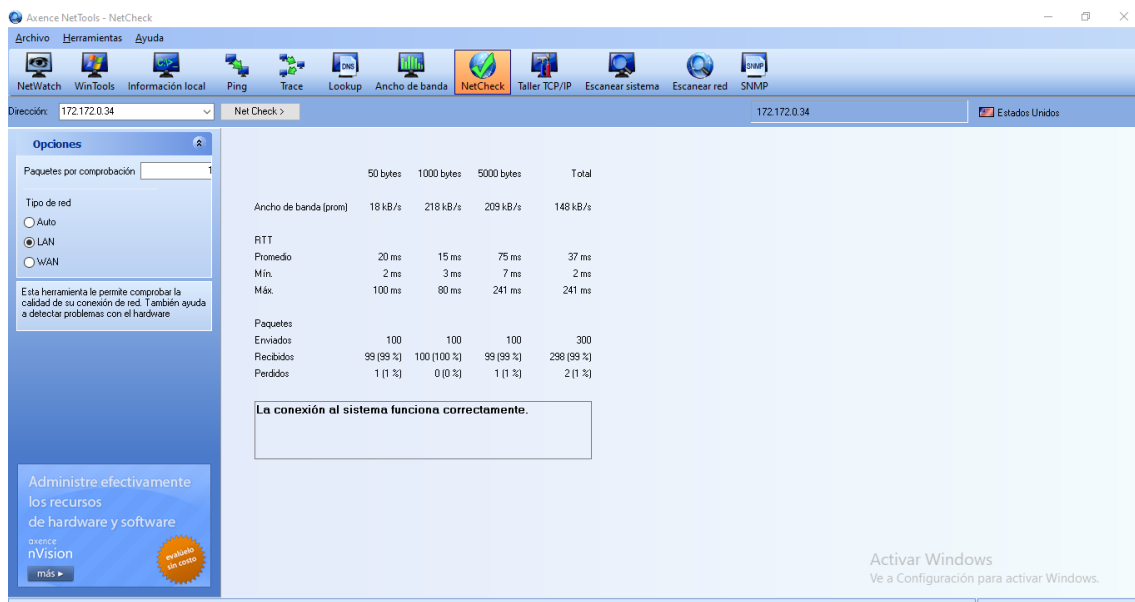 Axence NetTools - NetCheck
Archivo Herramientas Ayuda
NetWatch WinTools Información local Ping Trace Lookup Ancho de banda NetCheck Taller TCP/IP Escanear sistema Escanear red SNMP
DNS
SNMP
Dirección: 172.172.0.34 Net Check > 172.172.0.34 Estados Unidos
Opciones
Paquetes por comprobación 1
Tipo de red
Auto
LAN
WAN
Esta herramienta le permite comprobar la
calidad de su conexión de red. También ayuda
a detectar problemas con el hardware
50 bytes 1000 bytes 5000 bytes Total
Ancho de banda (prom) 18 kB/s 218 kB/s 209 kB/s 148 kB/s
RTT
Promedio 20 ms 15 ms 75 ms 37 ms
Mín. 2 ms 3 ms 7 ms 2 ms
Máx. 100 ms 80 ms 241 ms 241 ms
Paquetes
Enviados 100 100 100 300
Recibidos 99 (99 %) 100 (100 %) 99 (99 %) 298 (99 %)
Perdidos 1 (1 %) 0 (0 %) 1 (1 %) 2 (1 %)
La conexión al sistema funciona correctamente.
Administre efectivamente
los recursos
de hardware y software
axence
nVision
evalúelo
sin costo
más
Activar Windows
Ve a Configuración para activar Windows.